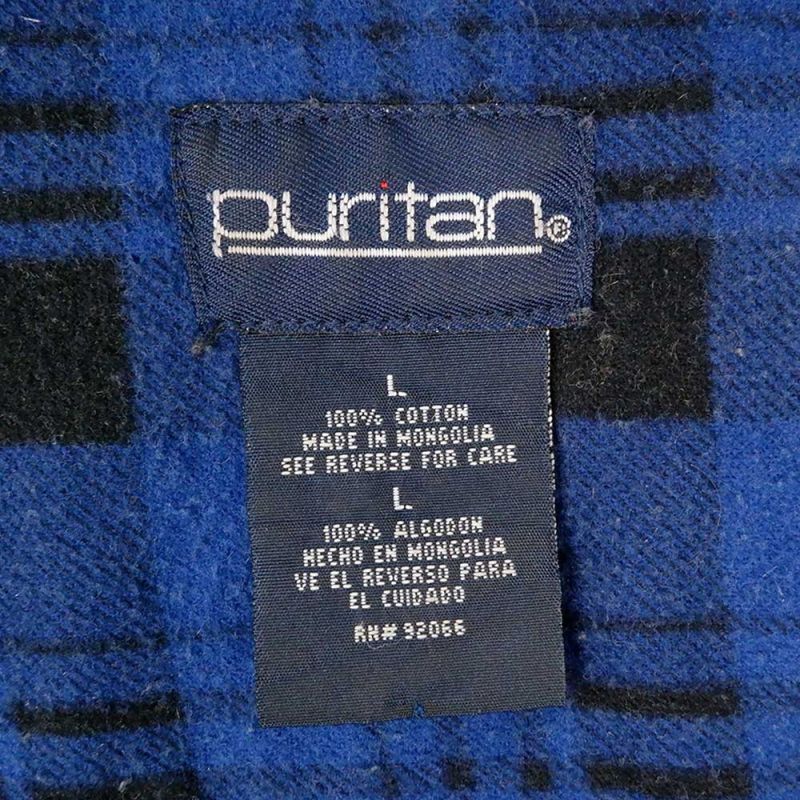 puritan®
L.
100% COTTON
MADE IN MONGOLIA
SEE REVERSE FOR CARE
L.
100% ALGODON
HECHO EN MONGOLIA
VE EL REVERSO PARA
EL CUIDADO
RN# 92066